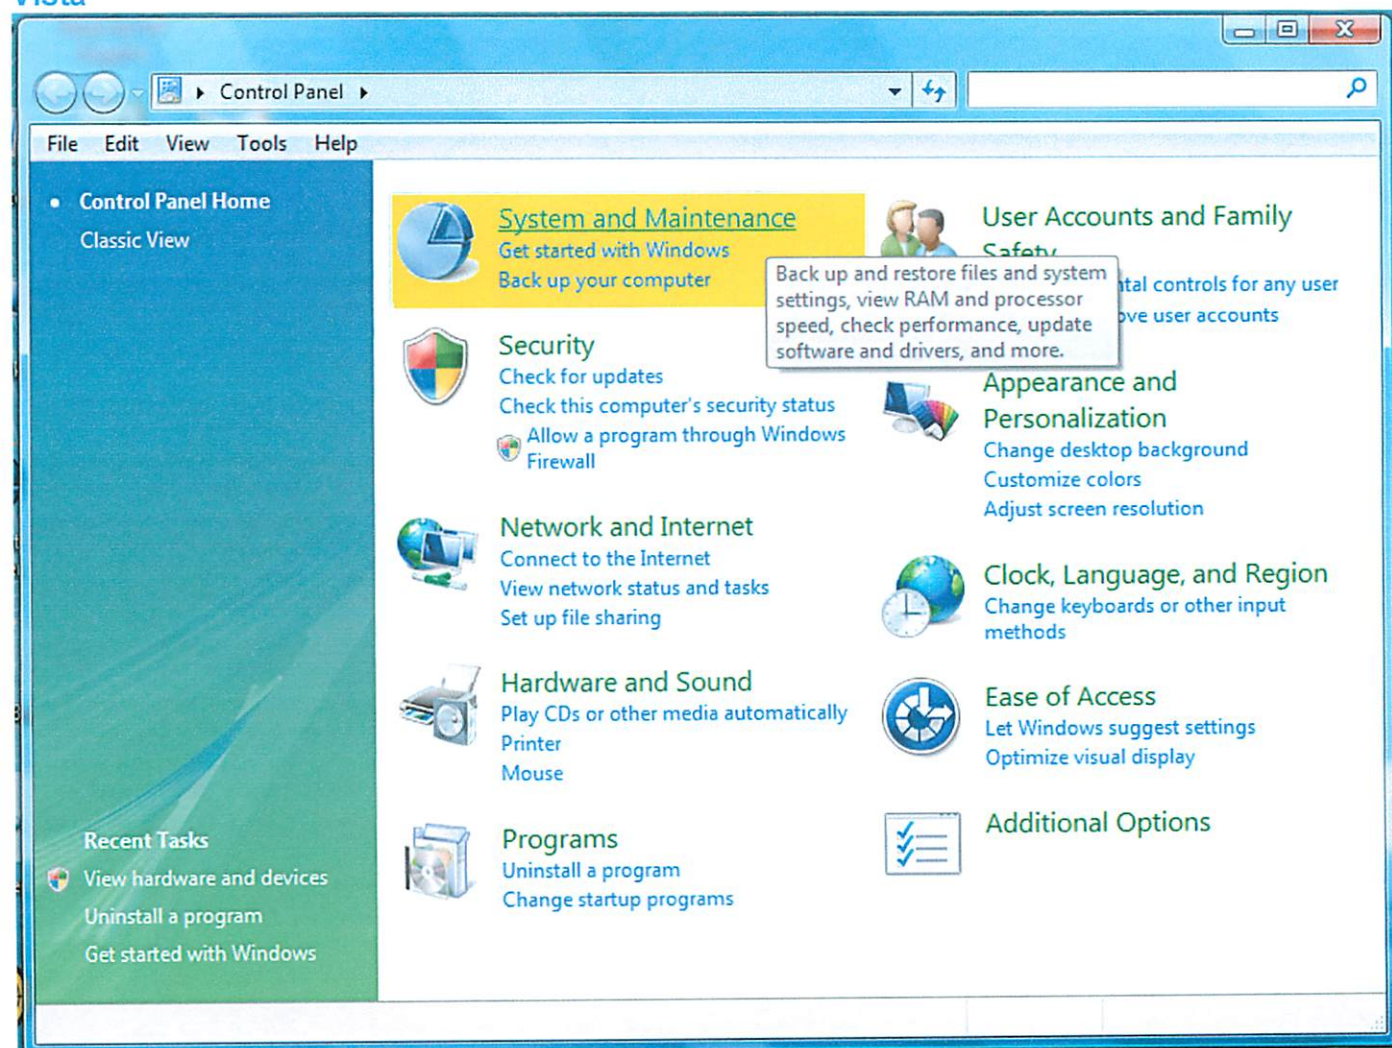 Vista
Control Panel
File Edit View Tools Help
Control Panel Home
Classic View
System and Maintenance
Get started with Windows
Back up your computer
Back up and restore files and system
settings, view RAM and processor
speed, check performance, update
software and drivers, and more.
Security
Check for updates
Check this computer's security status
Allow a program through Windows
Firewall
Network and Internet
Connect to the Internet
View network status and tasks
Set up file sharing
Hardware and Sound
Play CDs or other media automatically
Printer
Mouse
Programs
Uninstall a program
Change startup programs
User Accounts and Family
Safety
controls for any user
user accounts
Appearance and
Personalization
Change desktop background
Customize colors
Adjust screen resolution
Clock, Language, and Region
Change keyboards or other input
methods
Ease of Access
Let Windows suggest settings
Optimize visual display
Additional Options
Recent Tasks
View hardware and devices
Uninstall a program
Get started with Windows